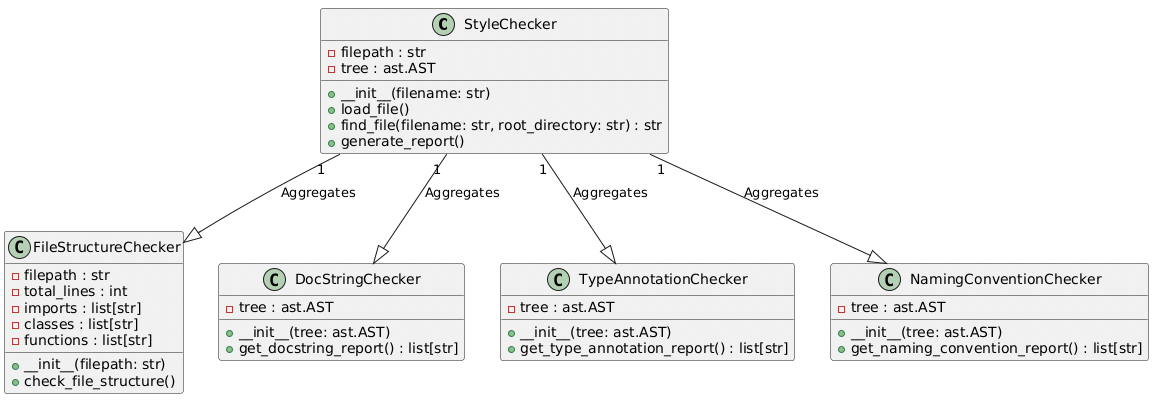 C StyleChecker
filepath : str
tree : ast.AST
__init__(filename: str)
load_file()
find_file(filename: str, root_directory: str) : str
generate_report()
1
1
1
1
Aggregates
Aggregates
Aggregates
Aggregates
C FileStructureChecker
filepath : str
total_lines : int
imports : list[str]
classes : list[str]
functions : list[str]
__init__(filepath: str)
check_file_structure()
C DocStringChecker
tree : ast.AST
__init__(tree: ast.AST)
get_docstring_report() : list[str]
C TypeAnnotationChecker
tree : ast.AST
__init__(tree: ast.AST)
get_type_annotation_report() : list[str]
C NamingConventionChecker
tree : ast.AST
__init__(tree: ast.AST)
get_naming_convention_report() : list[str]